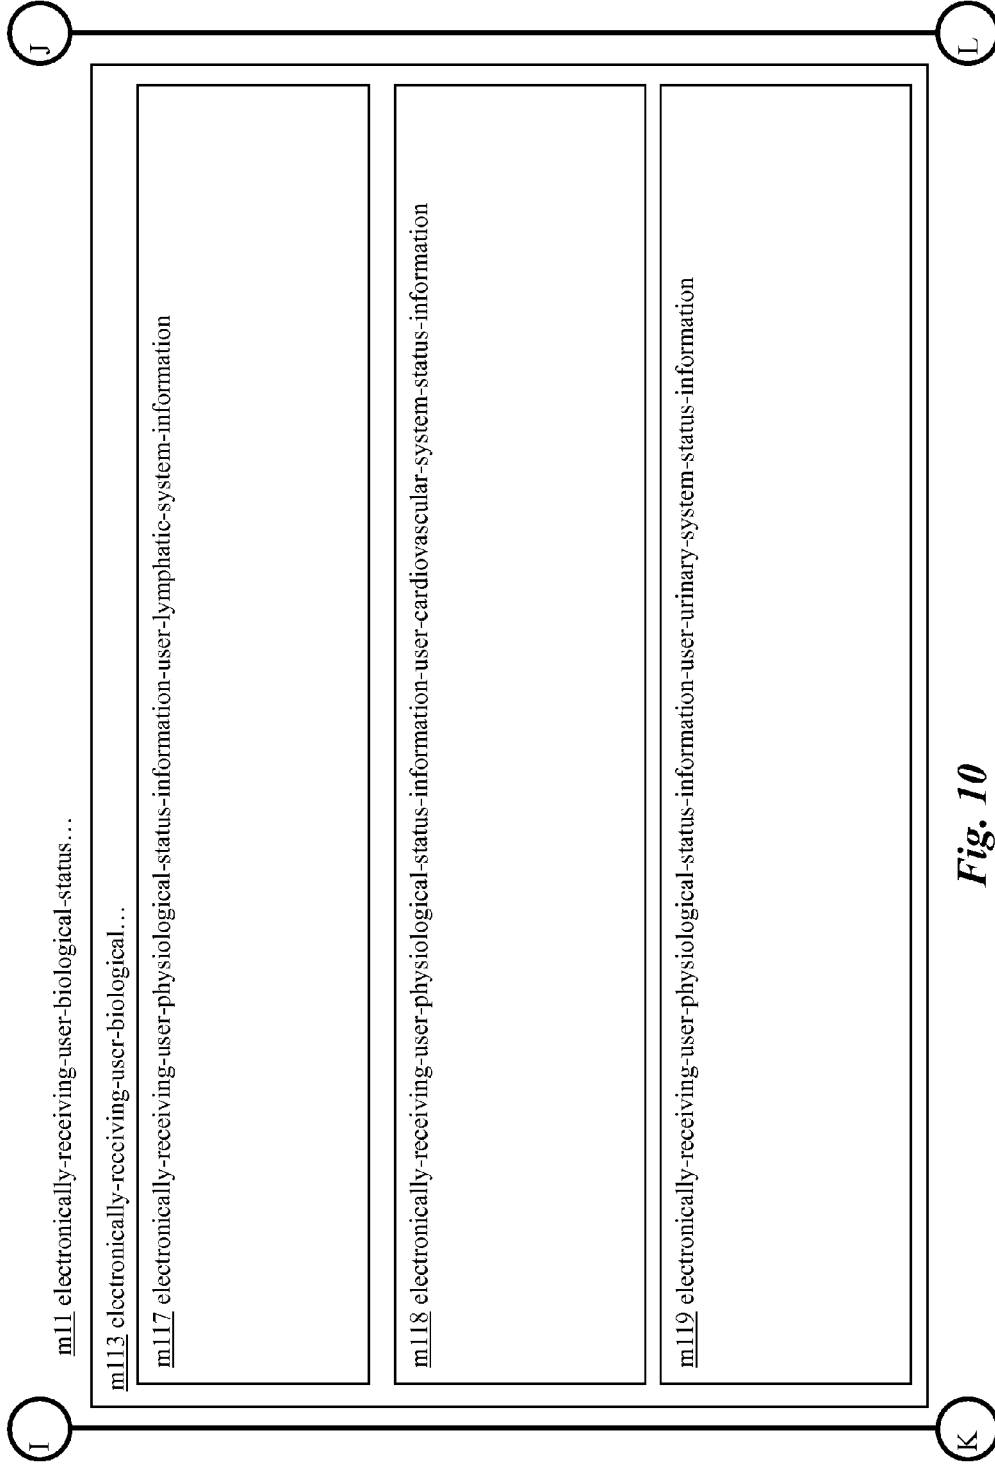 I
J
m11 electronically-receiving-user-biological-status…
m113 electronically-receiving-user-biological…
m117 electronically-receiving-user-physiological-status-information-user-lymphatic-system-information
m118 electronically-receiving-user-physiological-status-information-user-cardiovascular-system-status-information
m119 electronically-receiving-user-physiological-status-information-user-urinary-system-status-information
K
L
Fig. 10